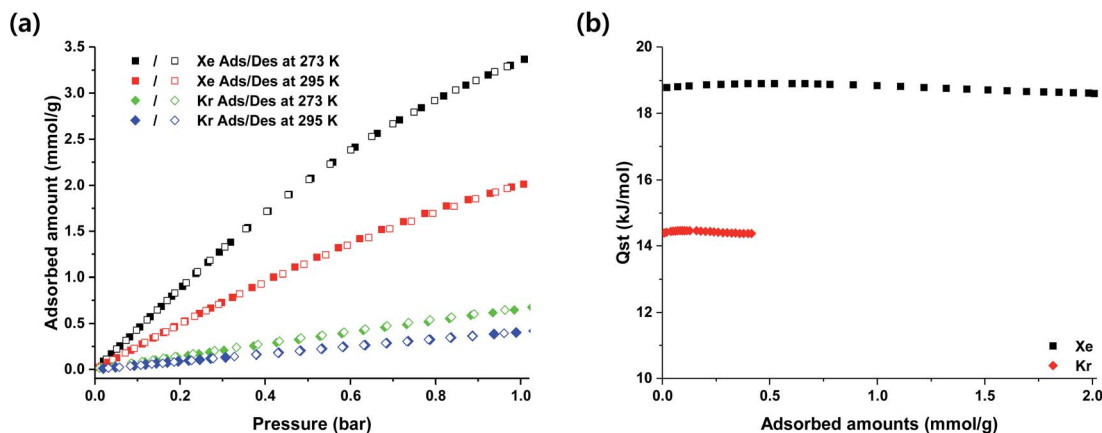 (a)
3.5
3.0
2.5
2.0
1.5
1.0
0.5
0.0
Adsorbed amount (mmol/g)
/ Xe Ads/Des at 273 K
/ Xe Ads/Des at 295 K
/ Kr Ads/Des at 273 K
/ Kr Ads/Des at 295 K
0.0 0.2 0.4 0.6 0.8 1.0
Pressure (bar)
(b)
20
18
16
14
12
10
Qst (kJ/mol)
Xe
Kr
0.0 0.5 1.0 1.5 2.0
Adsorbed amounts (mmol/g)